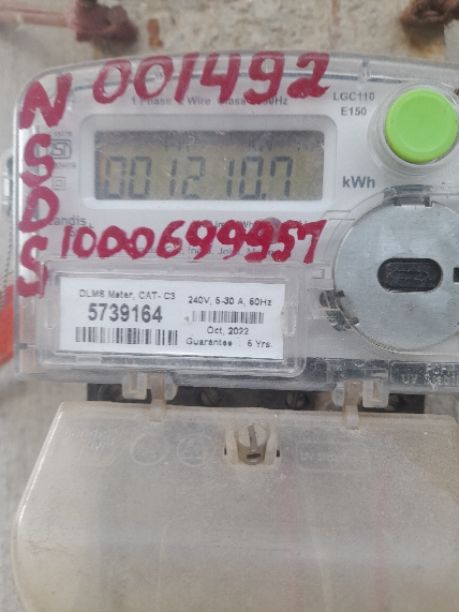 001492
1 Phase 2 Wire Class
LGC110
E150
001210.7
kWh
NSDS
1000699957
DLMS Meter, CAT- C3
5739164
240V, 5-30 A, 50Hz
Oct, 2022
Guarantee : 5 Yrs.